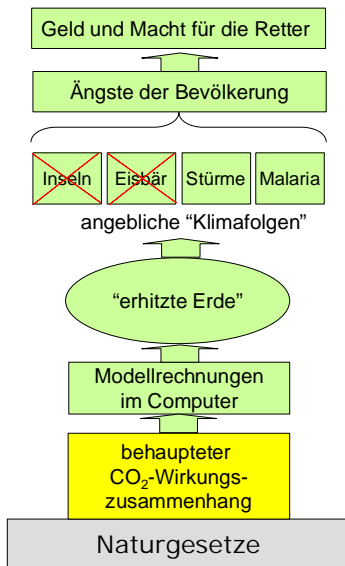 Geld und Macht für die Retter
Ängste der Bevölkerung
Inseln Eisbär Stürme Malaria
angebliche “Klimafolgen”
“erhitzte Erde”
Modellrechnungen
im Computer
behaupteter
CO₂-Wirkungs-
zusammenhang
Naturgesetze